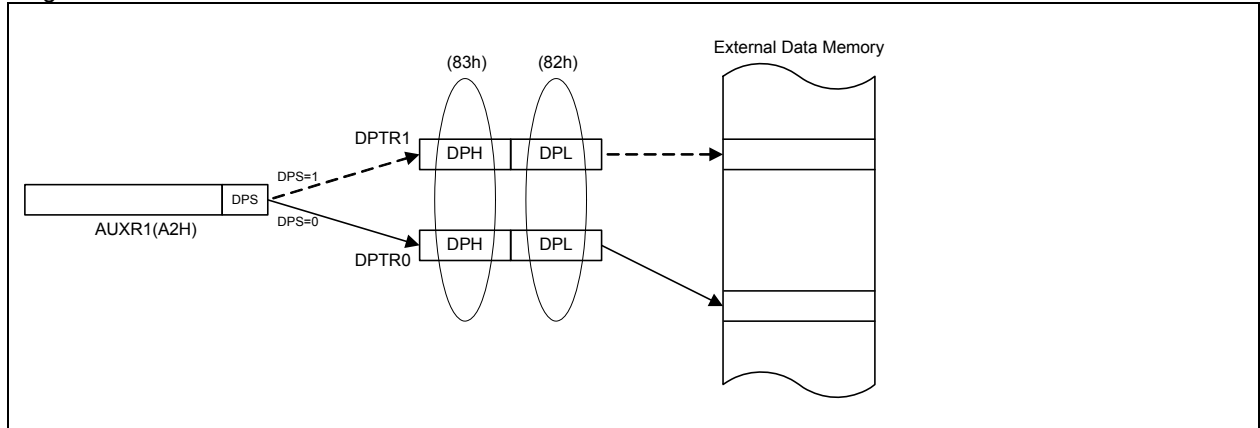 External Data Memory
(83h) (82h)
DPTR1
DPH DPL
DPS=1
DPS
AUXR1(A2H)
DPS=0
DPH DPL
DPTR0